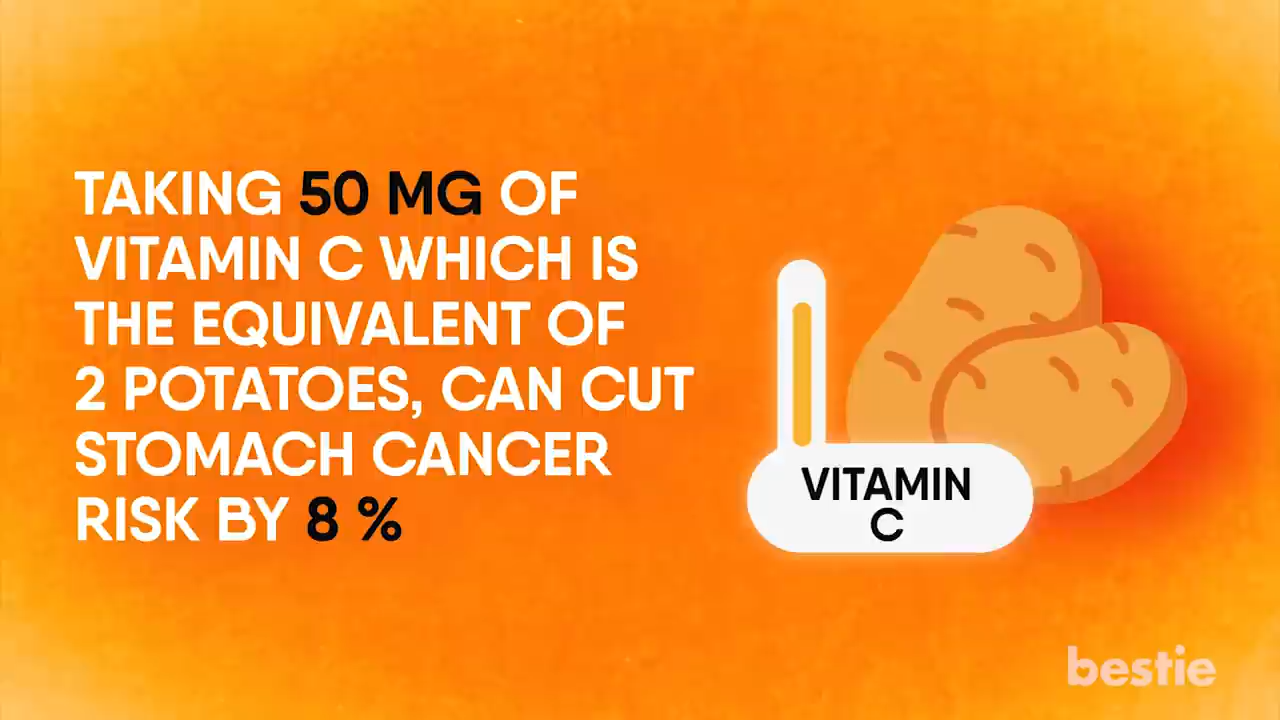 TAKING 50 MG OF
VITAMIN C WHICH IS
THE EQUIVALENT OF
2 POTATOES, CAN CUT
STOMACH CANCER
RISK BY 8 %
VITAMIN
C
bestie